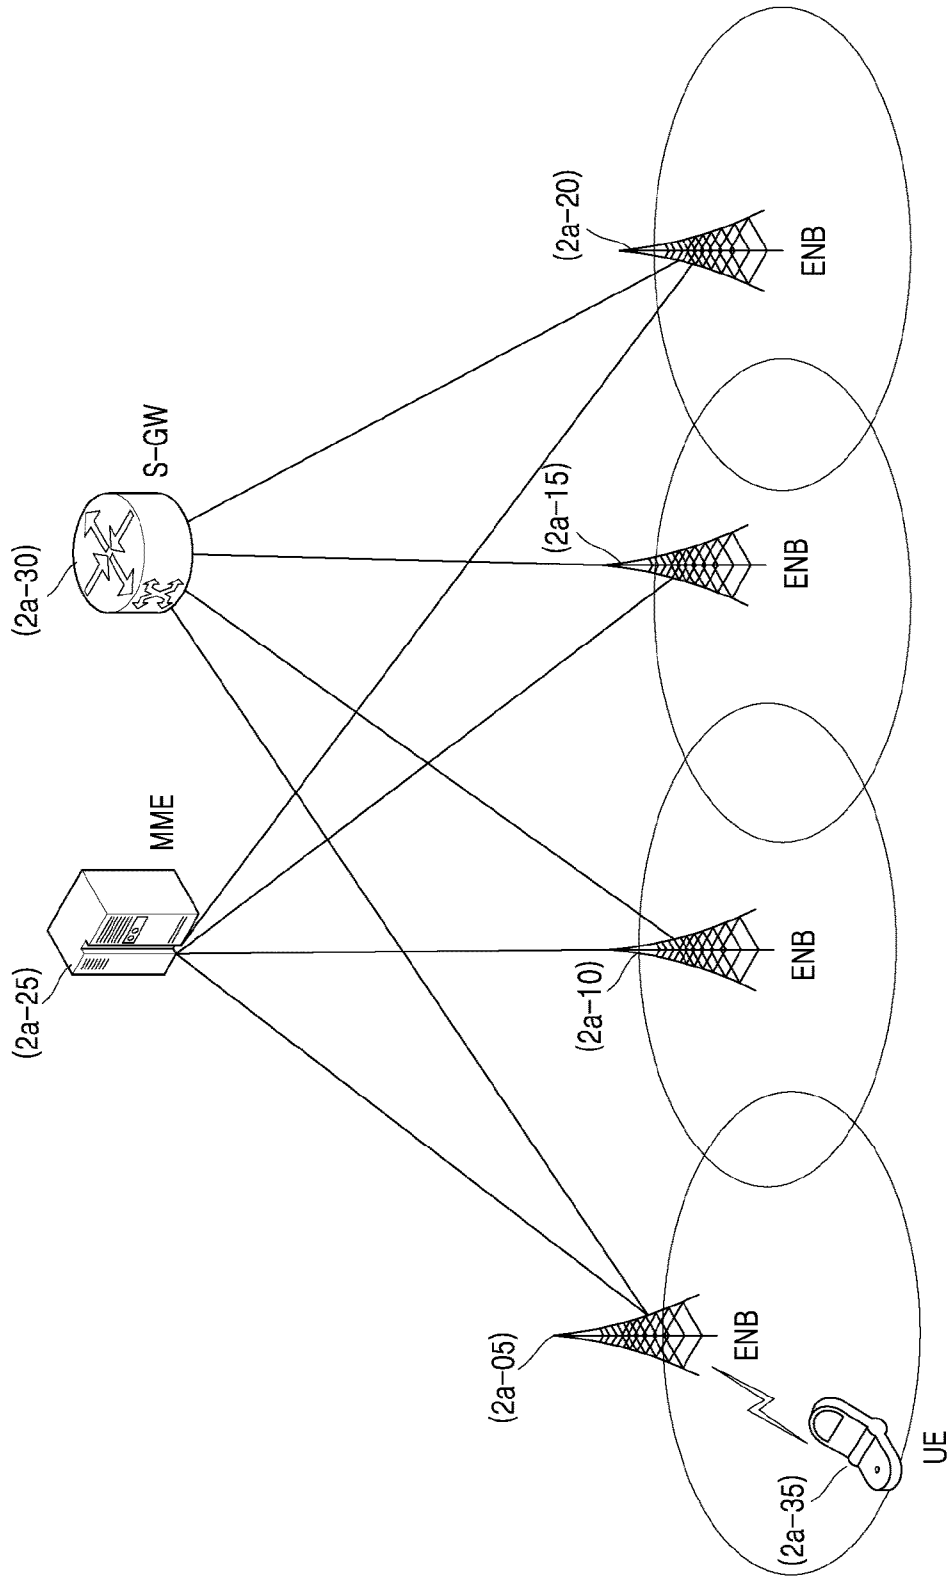 (2a-25)
MME
(2a-30)
S-GW
(2a-05)
ENB
(2a-10)
ENB
(2a-15)
ENB
(2a-20)
ENB
(2a-35)
UE